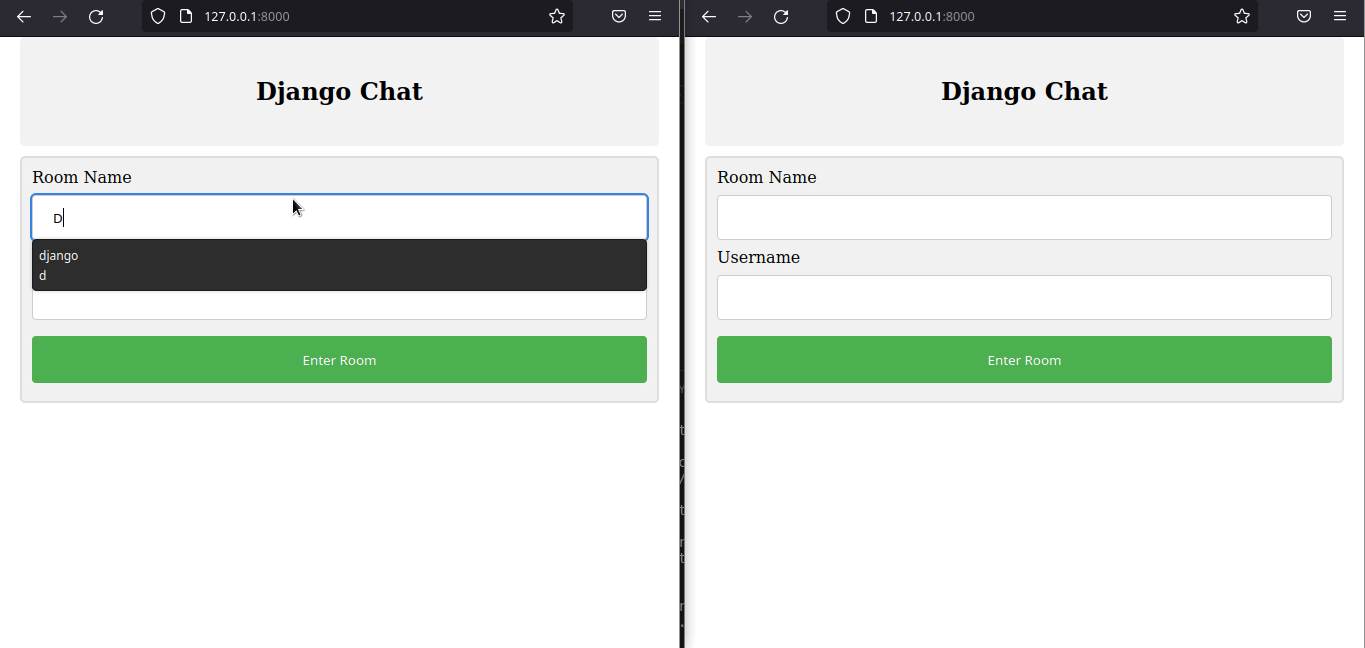 127.0.0.1:8000
Django Chat
Room Name
D
django
d
Enter Room
127.0.0.1:8000
Django Chat
Room Name
Username
Enter Room